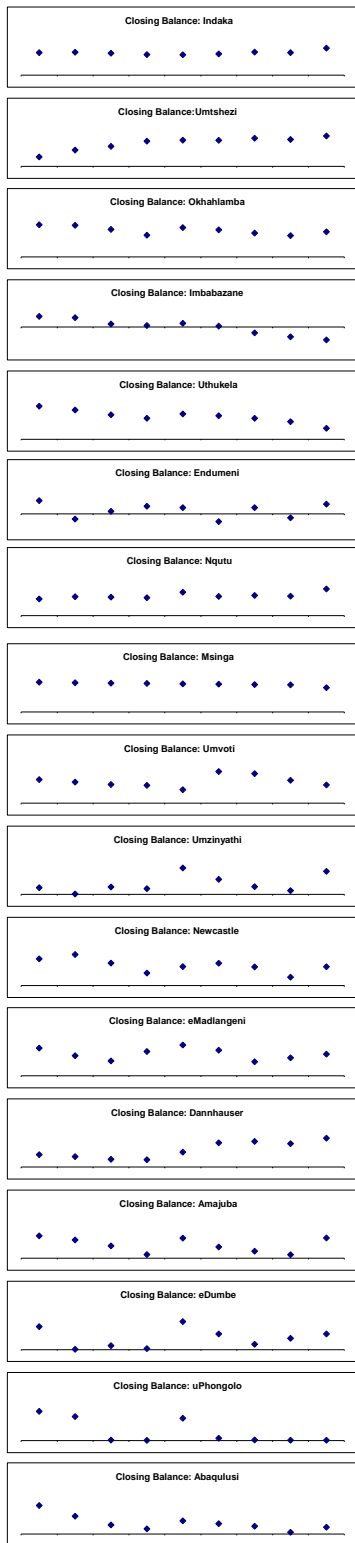 Closing Balance: Indaka
Closing Balance:Umtshezi
Closing Balance: Okhahlamba
Closing Balance: Imbabazane
Closing Balance: Uthukela
Closing Balance: Endumeni
Closing Balance: Nqutu
Closing Balance: Msinga
Closing Balance: Umvoti
Closing Balance: Umzinyathi
Closing Balance: Newcastle
Closing Balance: eMadlangeni
Closing Balance: Dannhauser
Closing Balance: Amajuba
Closing Balance: eDumbe
Closing Balance: uPhongolo
Closing Balance: Abaqulusi